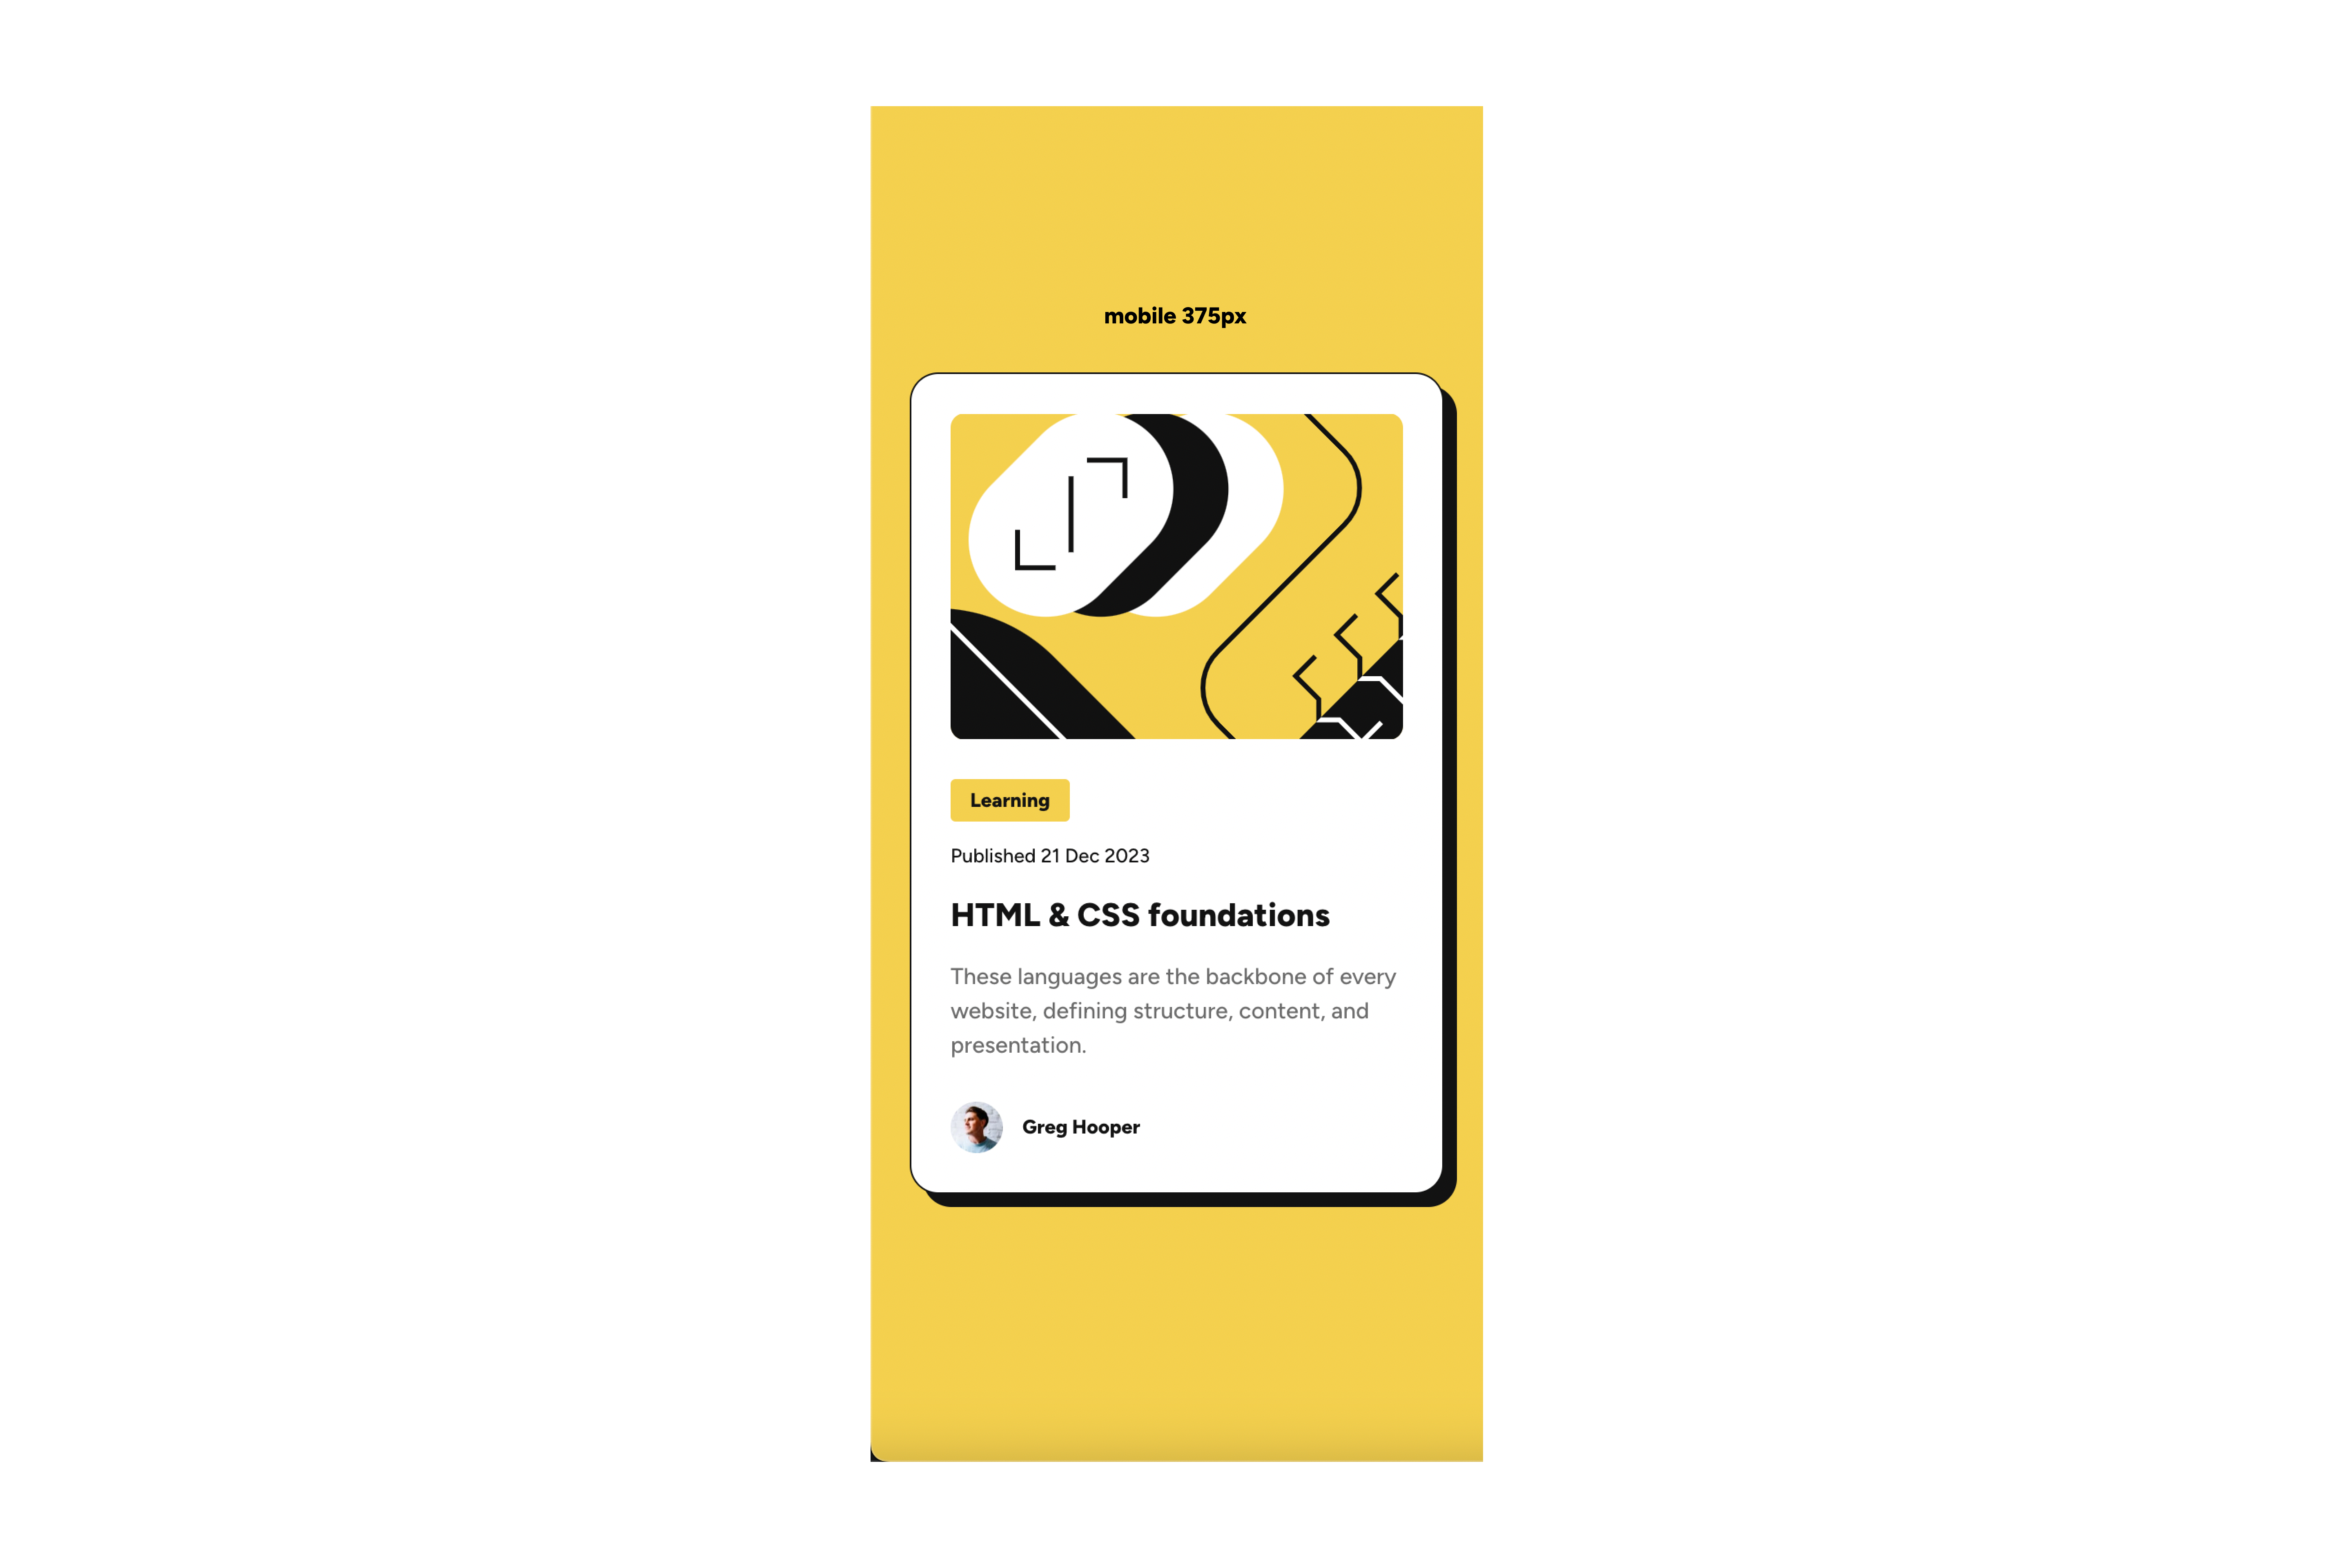 mobile 375px
Learning
Published 21 Dec 2023
HTML & CSS foundations
These languages are the backbone of every
website, defining structure, content, and
presentation.
Greg Hooper